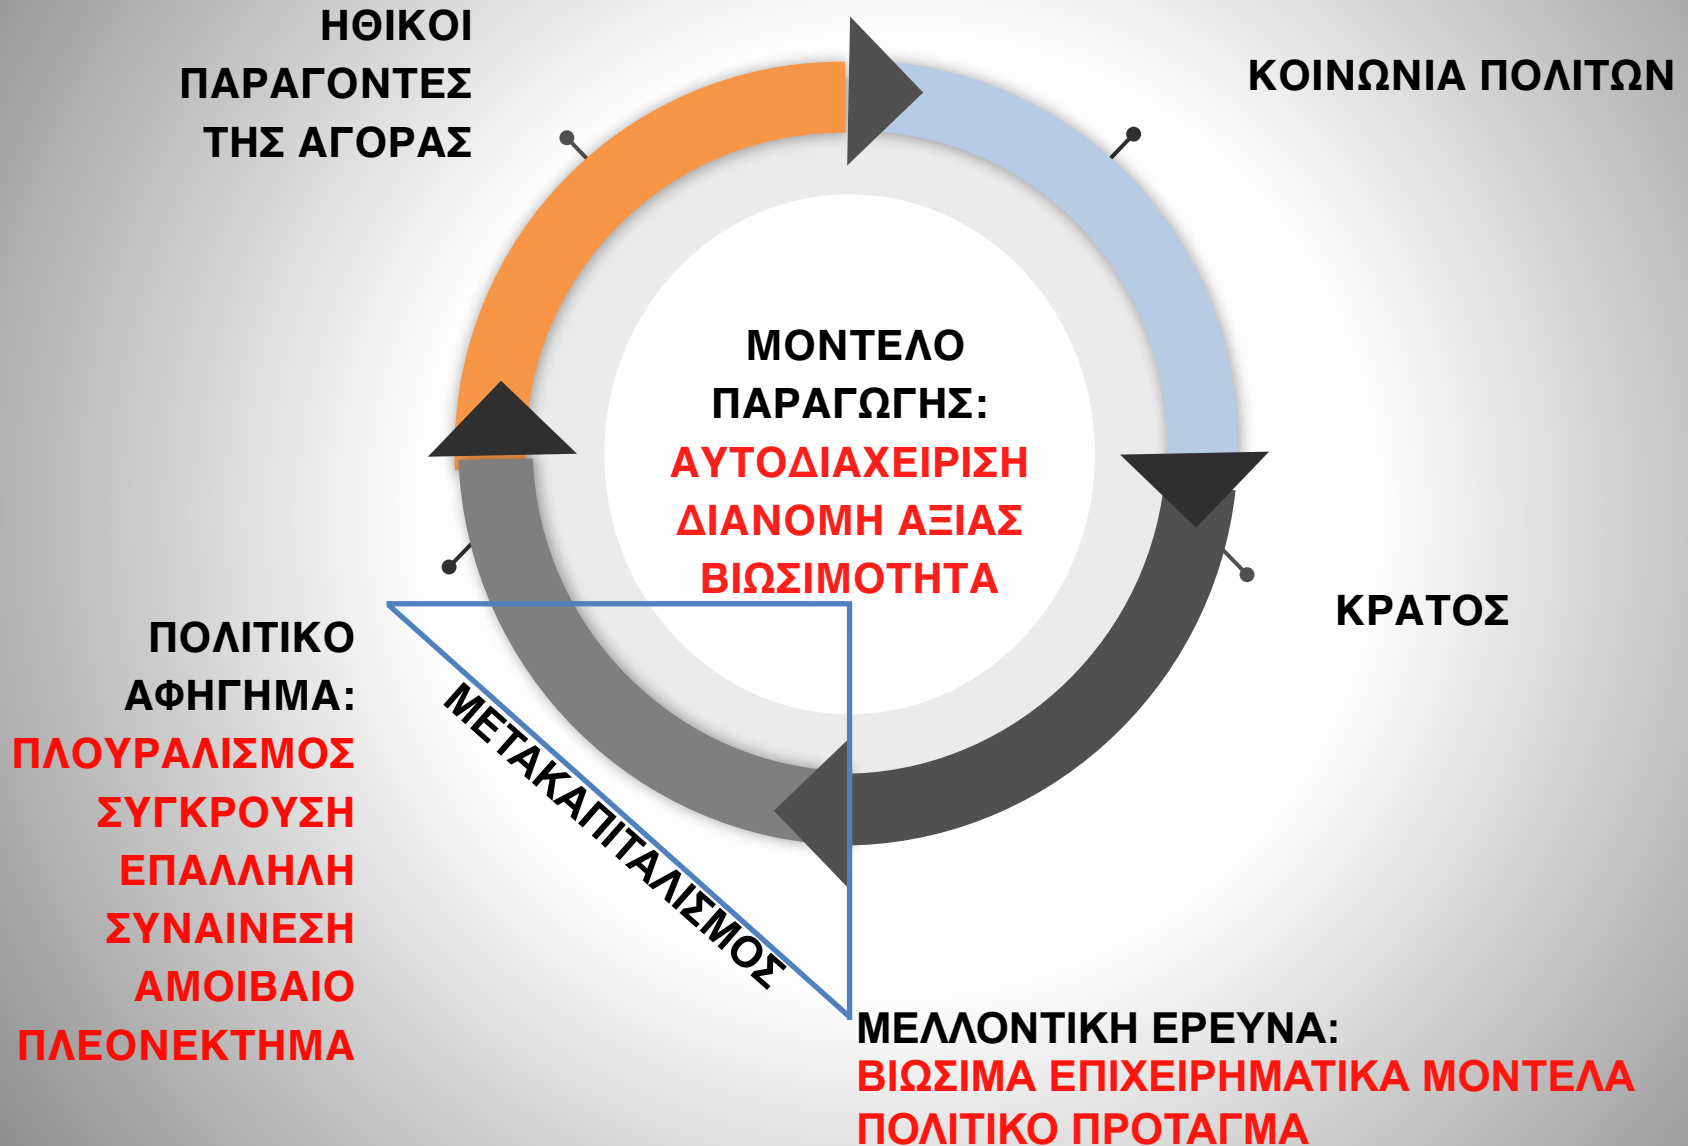 ΗΘΙΚΟΙ
ΠΑΡΑΓΟΝΤΕΣ
ΤΗΣ ΑΓΟΡΑΣ
ΚΟΙΝΩΝΙΑ ΠΟΛΙΤΩΝ
ΜΟΝΤΕΛΟ
ΠΑΡΑΓΩΓΗΣ:
ΑΥΤΟΔΙΑΧΕΙΡΙΣΗ
ΔΙΑΝΟΜΗ ΑΞΙΑΣ
ΒΙΩΣΙΜΟΤΗΤΑ
ΚΡΑΤΟΣ
ΠΟΛΙΤΙΚΟ
ΑΦΗΓΗΜΑ:
ΠΛΟΥΡΑΛΙΣΜΟΣ
ΣΥΓΚΡΟΥΣΗ
ΕΠΑΛΛΗΛΗ
ΣΥΝΑΙΝΕΣΗ
ΑΜΟΙΒΑΙΟ
ΠΛΕΟΝΕΚΤΗΜΑ
ΜΕΤΑΚΑΠΙΤΑΛΙΣΜΟΣ
ΜΕΛΛΟΝΤΙΚΗ ΕΡΕΥΝΑ:
ΒΙΩΣΙΜΑ ΕΠΙΧΕΙΡΗΜΑΤΙΚΑ ΜΟΝΤΕΛΑ
ΠΟΛΙΤΙΚΟ ΠΡΟΤΑΓΜΑ